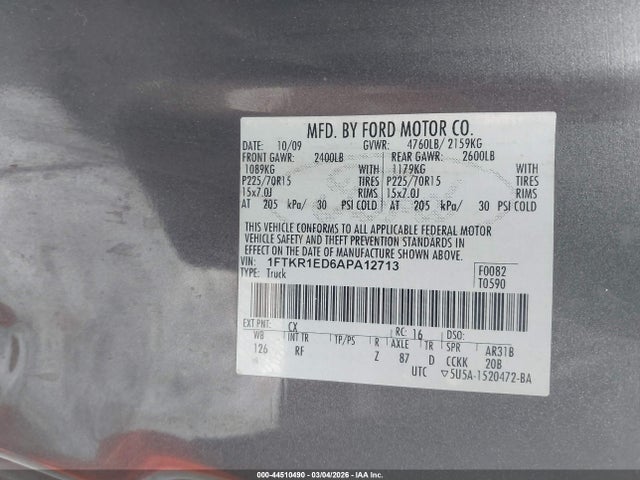 MFD. BY FORD MOTOR CO.
DATE: 10/09 GVWR: 4760LB/ 2159KG
FRONT GAWR: 2400LB REAR GAWR: 2600LB
1089KG WITH 1179KG WITH
P225/70R15 TIRES P225/70R15 TIRES
15x7.0J RIMS 15x7.0J RIMS
AT 205 kPa/ 30 PSI COLD AT 205 kPa/ 30 PSI COLD
THIS VEHICLE CONFORMS TO ALL APPLICABLE FEDERAL MOTOR
VEHICLE SAFETY AND THEFT PREVENTION STANDARDS IN
EFFECT ON THE DATE OF MANUFACTURE SHOWN ABOVE.
VIN: 1FTKR1ED6APA12713
TYPE: Truck
F0082
T0590
EXT PNT: CX RC: 16 DSO:
WB INT TR TP/PS R AXLE TR SPR AR31B
126 RF Z 87 D CCKK 20B
UTC ▽5U5A-1520472-BA
000-44510490 - 03/04/2026 - IAA Inc.